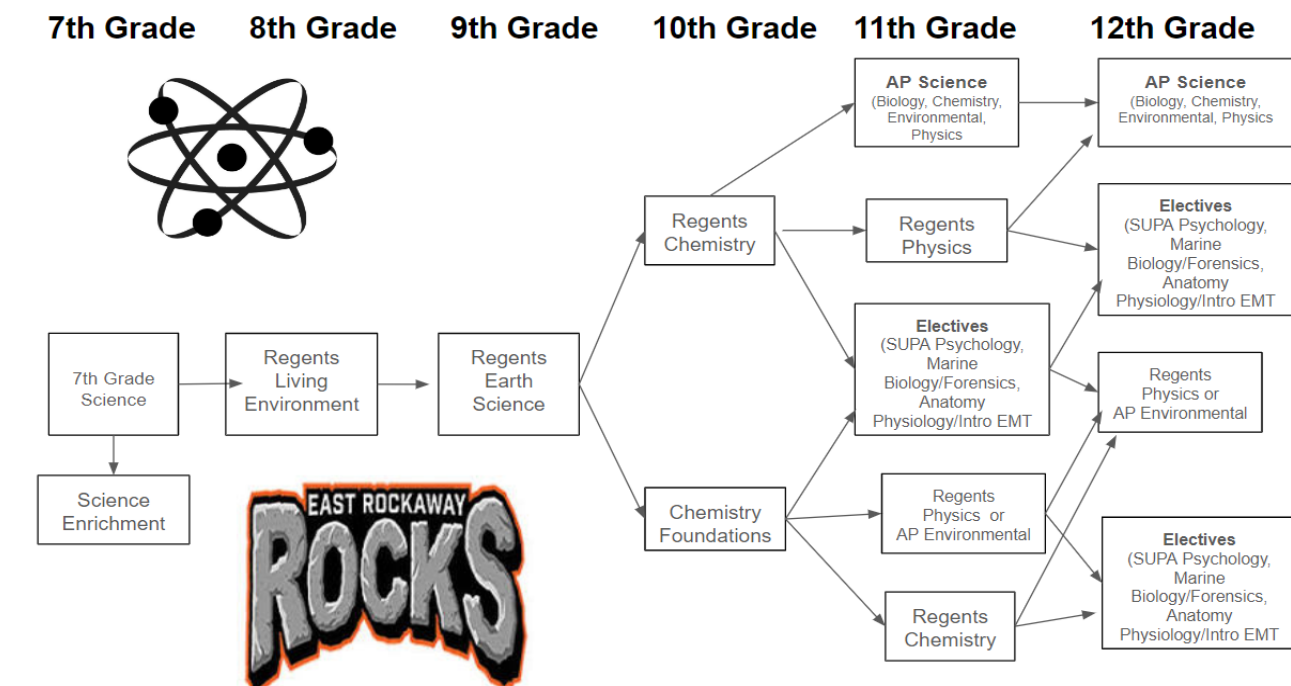 7th Grade
8th Grade
9th Grade
10th Grade
11th Grade
12th Grade
7th Grade
Science
Science
Enrichment
Regents
Living
Environment
Regents
Earth
Science
Regents
Chemistry
Chemistry
Foundations
AP Science
(Biology, Chemistry,
Environmental,
Physics
Regents
Physics
Electives
(SUPA Psychology,
Marine
Biology/Forensics,
Anatomy
Physiology/Intro EMT
Regents
Physics or
AP Environmental
Regents
Chemistry
AP Science
(Biology, Chemistry,
Environmental, Physics
Electives
(SUPA Psychology,
Marine
Biology/Forensics,
Anatomy
Physiology/Intro EMT
Regents
Physics or
AP Environmental
Electives
(SUPA Psychology,
Marine
Biology/Forensics,
Anatomy
Physiology/Intro EMT
EAST ROCKAWAY
ROCKS